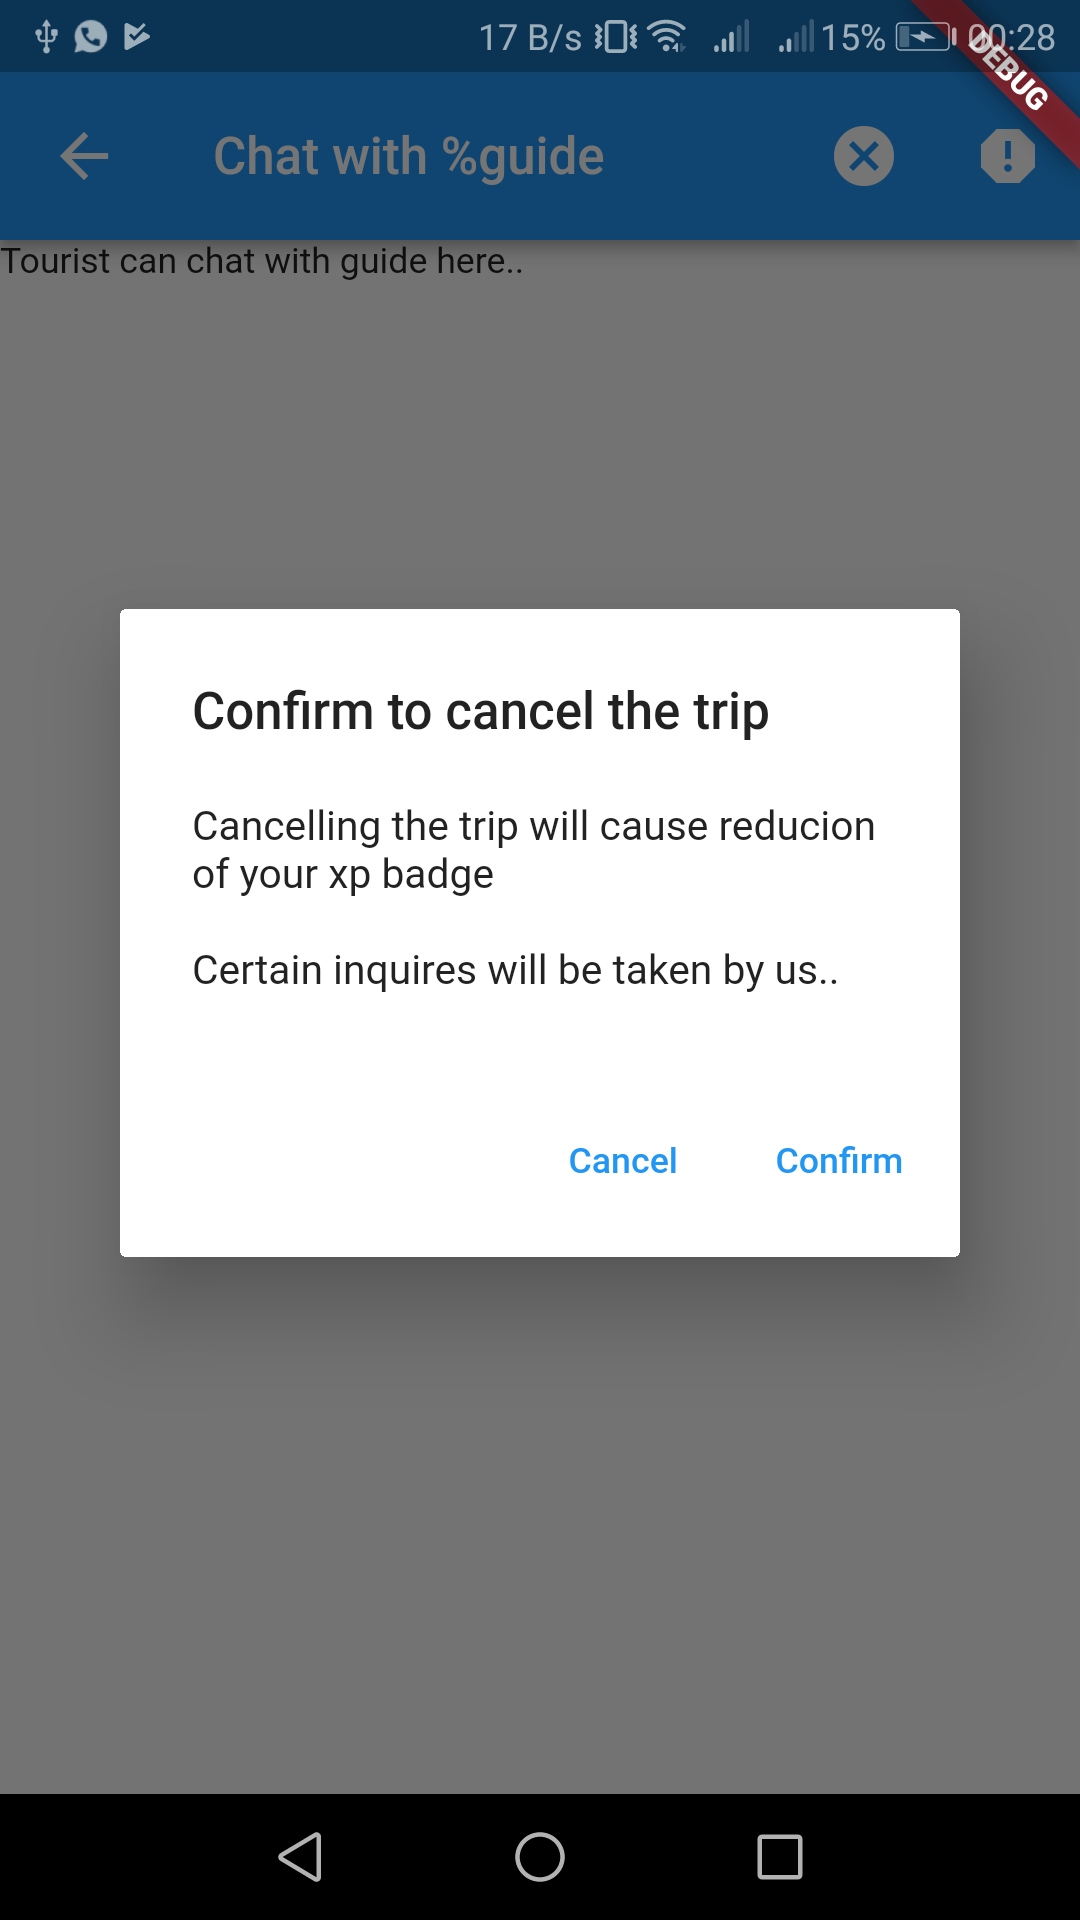 17 B/s 15% 00:28
DEBUG
Chat with %guide
Tourist can chat with guide here..
Confirm to cancel the trip
Cancelling the trip will cause reducion
of your xp badge
Certain inquires will be taken by us..
Cancel Confirm